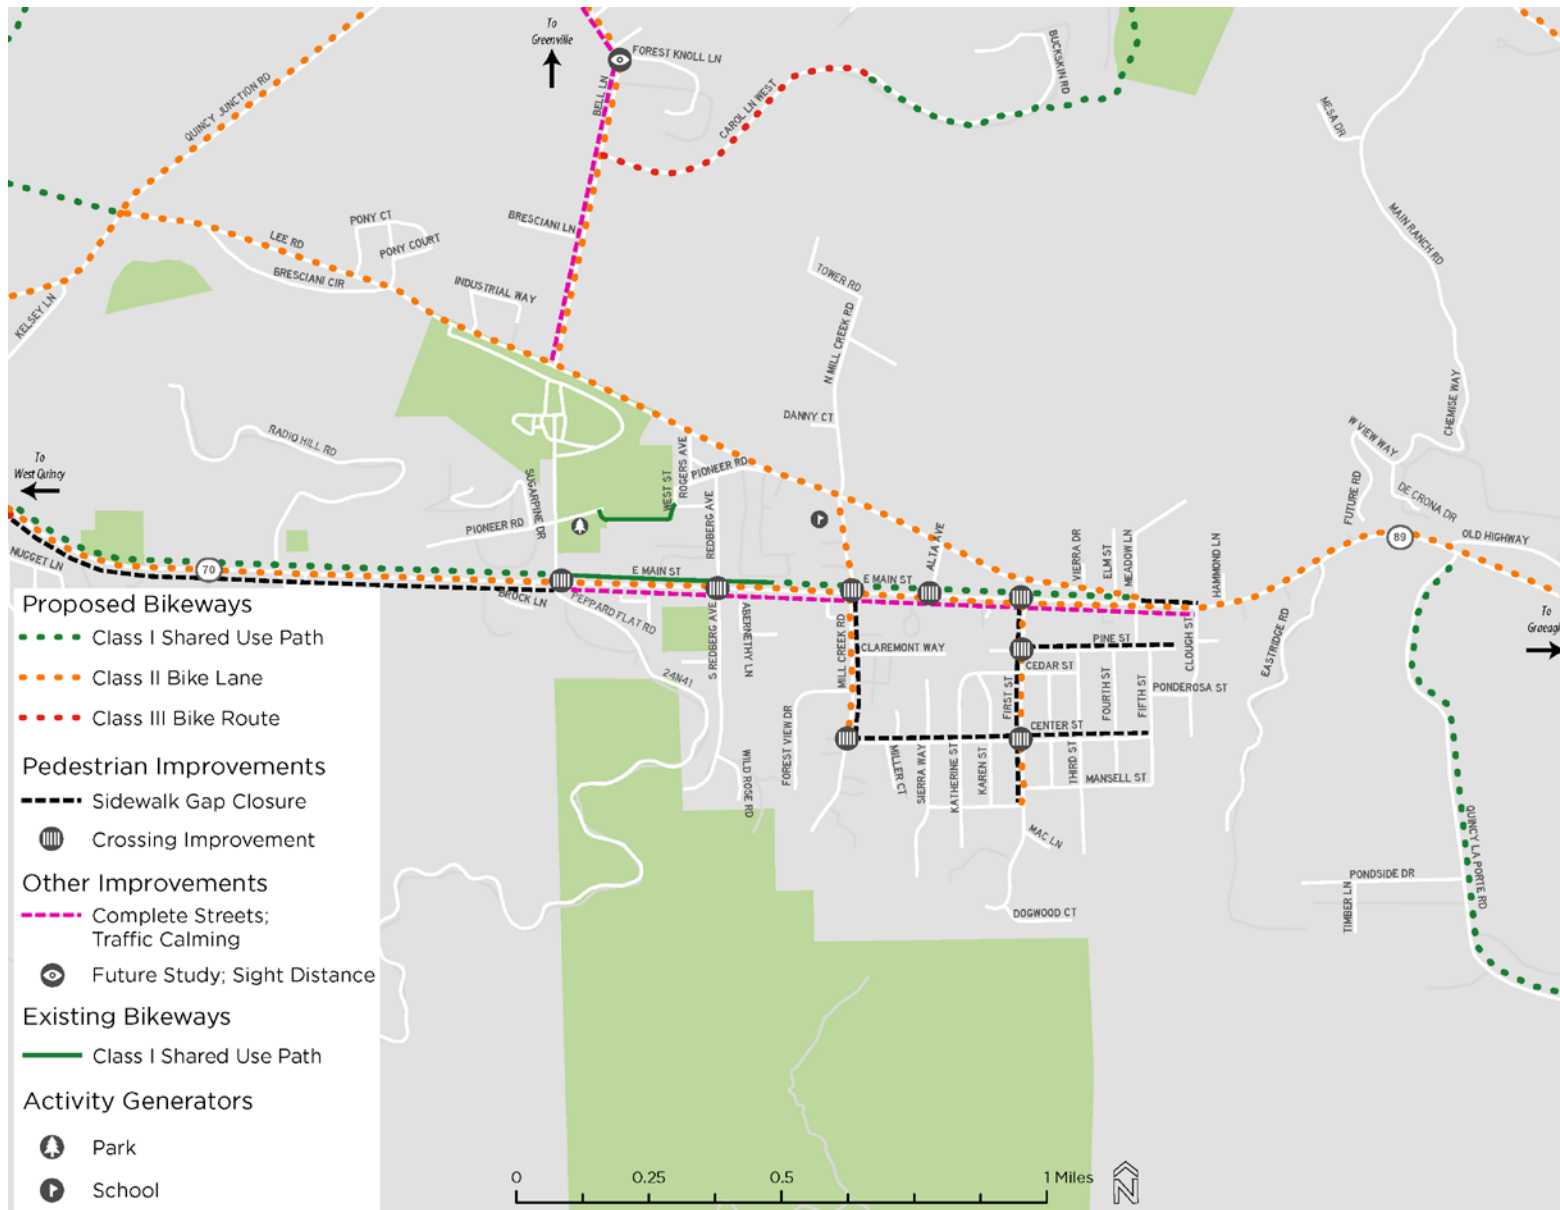 To
Greenville
FOREST KNOLL LN
BUCKSKIN RD
QUINCY JUNCTION RD
BELL LN
CAROL LN WEST
MESA DR
MAIN RANCH RD
PONY CT
PONY COURT
BRESCIANI LN
LEE RD
BRESCIANI CIR
INDUSTRIAL WAY
TOWER RD
KELSEY LN
N MILL CREEK RD
DANNY CT
CHEMISE WAY
W VIEW WAY
RADIO HILL RD
To
West Quincy
ROGERS AVE
PIONEER RD
WEST ST
SUGARPINE DR
REDBERG AVE
FUTURE RD
DE CRONA DR
PIONEER RD
ALTA AVE
VIERRA DR
ELM ST
MEADOW LN
HAMMOND LN
89
OLD HIGHWAY
NUGGET LN
70
E MAIN ST
E MAIN ST
BROCK LN
PEPPARD FLAT RD
S REDBERG AVE
ABERNETHY LN
MILL CREEK RD
CLAREMONT WAY
PINE ST
CEDAR ST
CLOUGH ST
EASTRIDGE RD
To
Graeagl
24N41
FIRST ST
FOURTH ST
FIFTH ST
PONDEROSA ST
CENTER ST
FOREST VIEW DR
WILD ROSE RD
MILLER CT
SIERRA WAY
KATHERINE ST
KAREN ST
THIRD ST
MANSELL ST
MAC LN
DOGWOOD CT
PONDSIDE DR
TIMBER LN
QUINCY LA PORTE RD
Proposed Bikeways
Class I Shared Use Path
Class II Bike Lane
Class III Bike Route
Pedestrian Improvements
Sidewalk Gap Closure
Crossing Improvement
Other Improvements
Complete Streets;
Traffic Calming
Future Study; Sight Distance
Existing Bikeways
Class I Shared Use Path
Activity Generators
Park
School
0 0.25 0.5 1 Miles
N